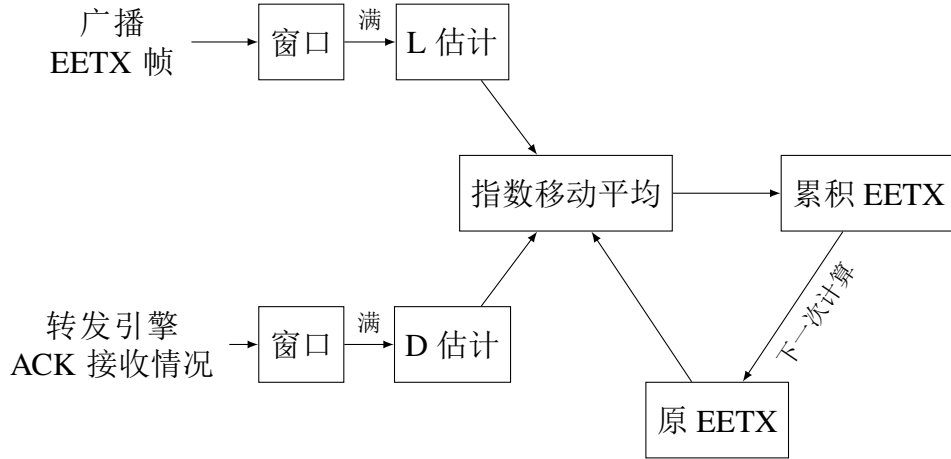 广播
EETX 帧
窗口
满
L 估计
指数移动平均
累积 EETX
下一次计算
转发引擎
ACK 接收情况
窗口
满
D 估计
原 EETX